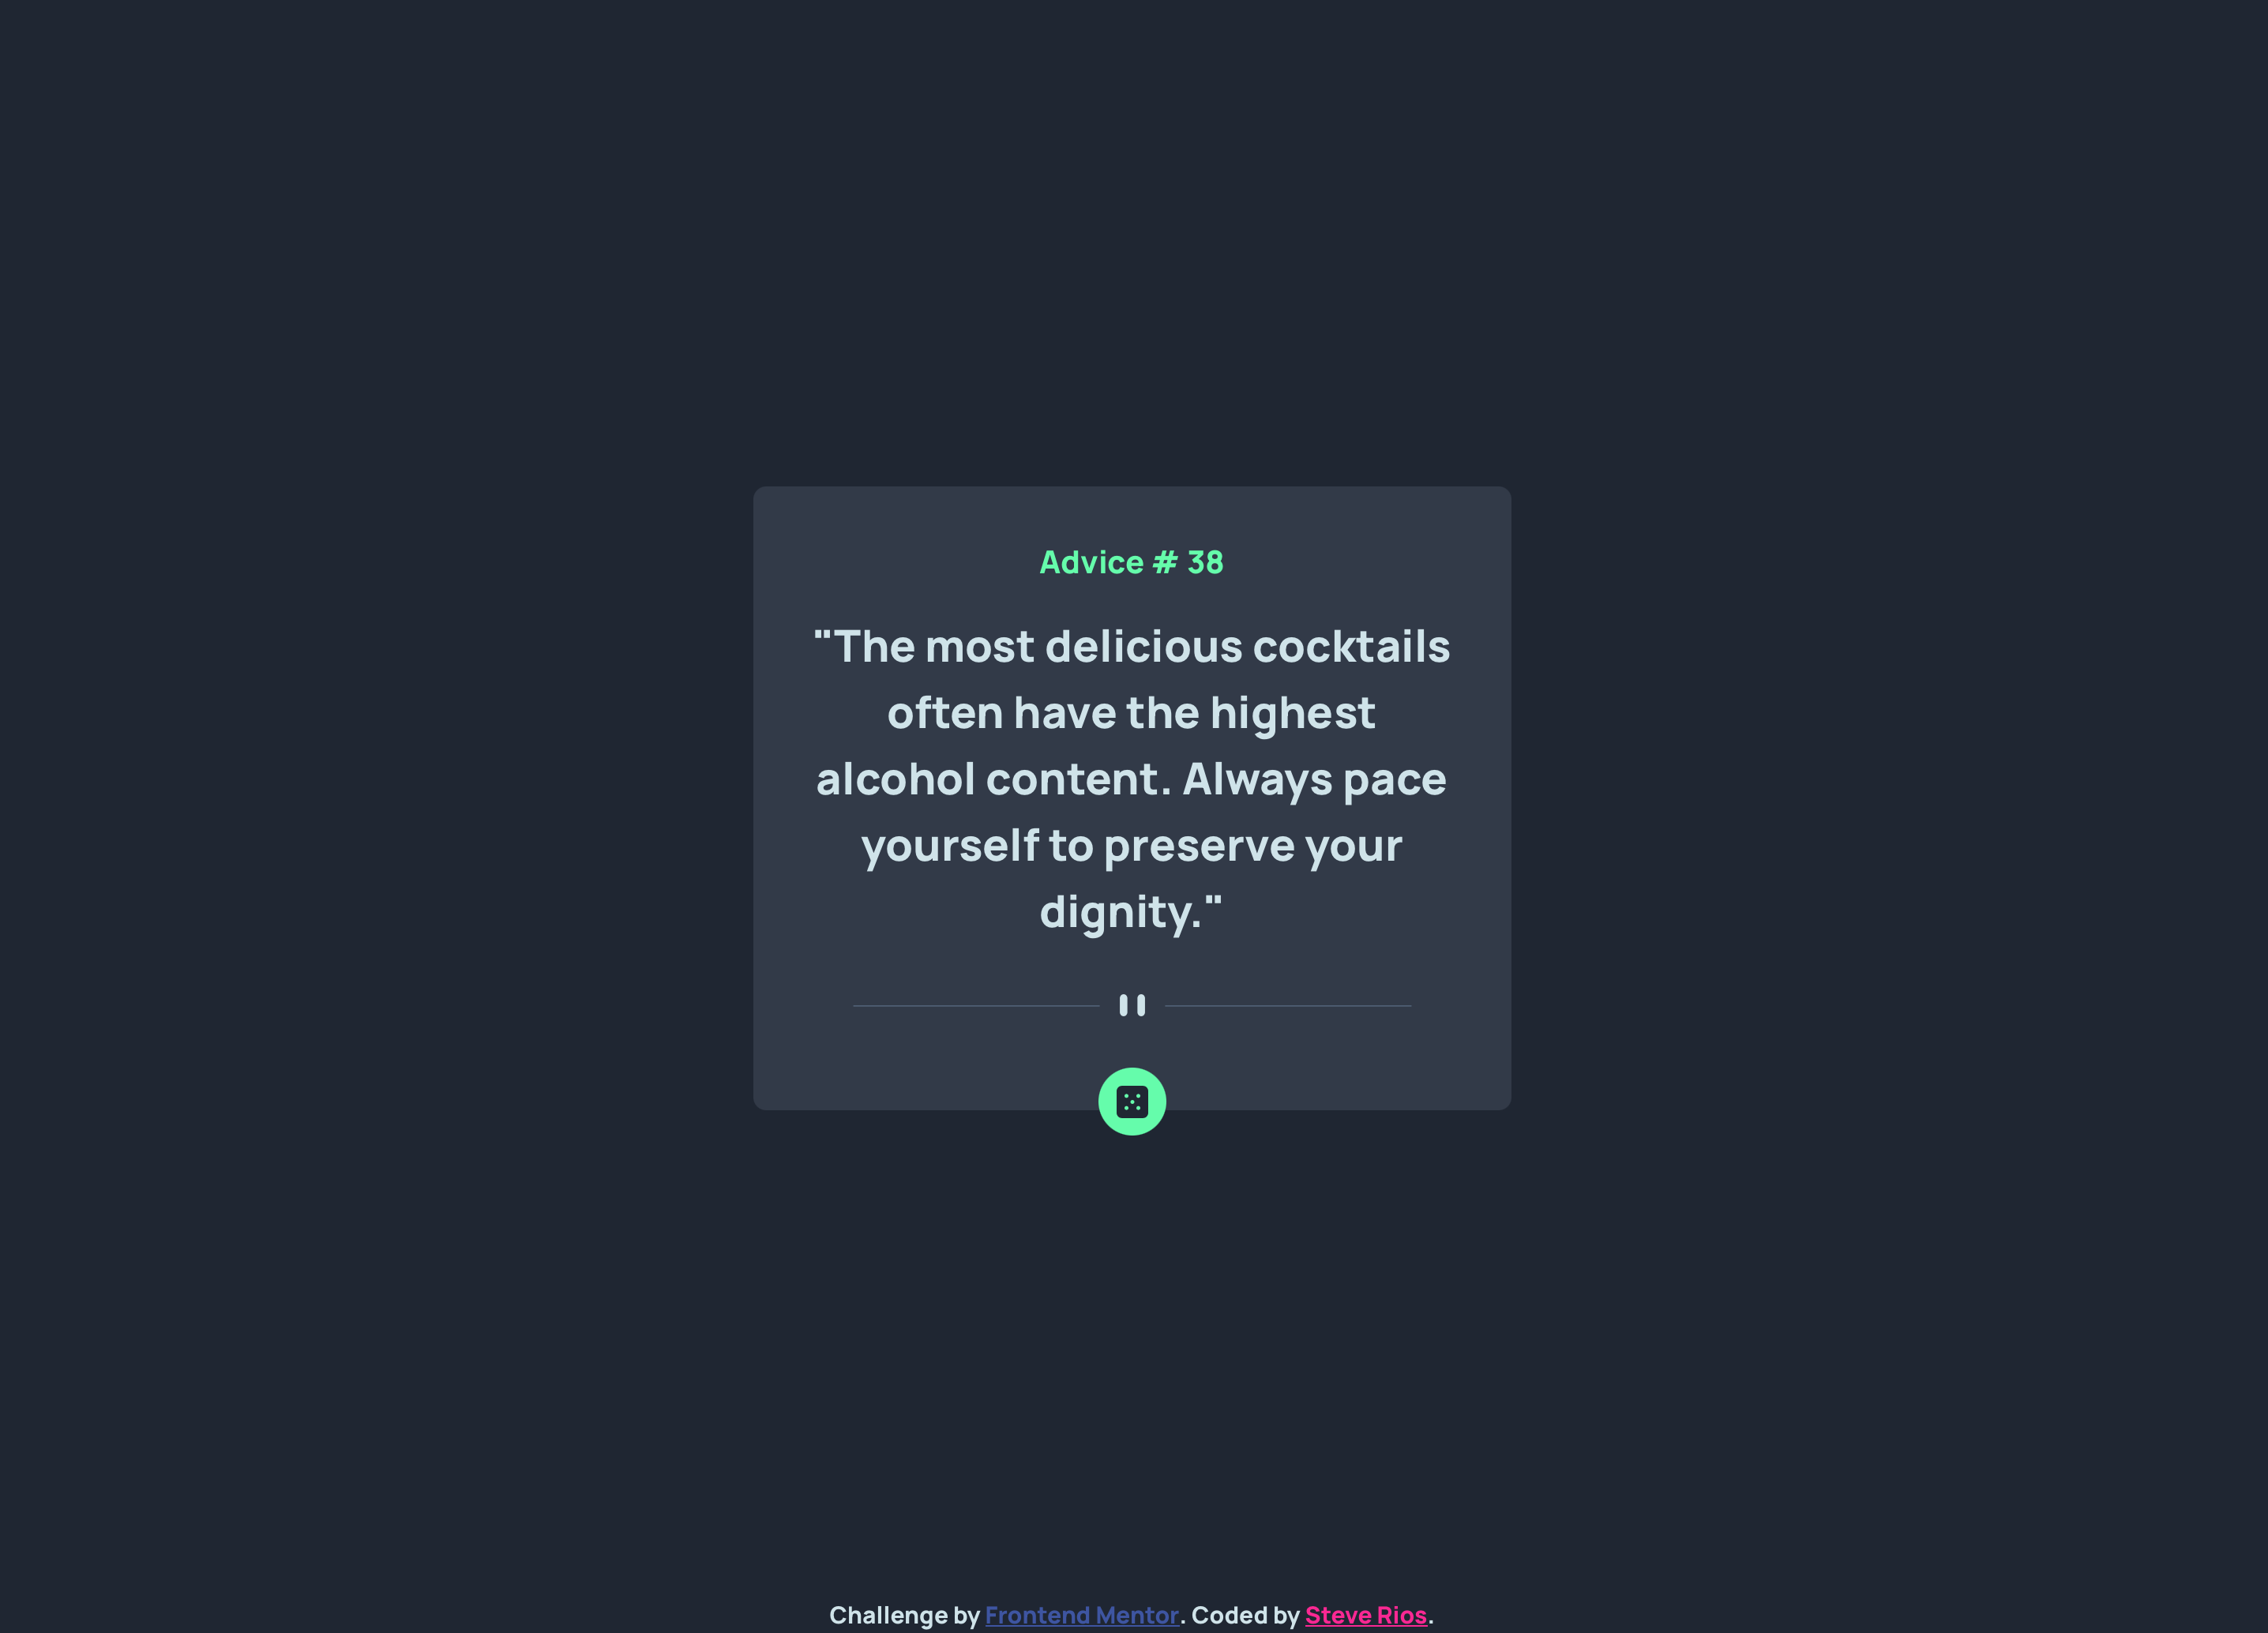 Advice # 38
"The most delicious cocktails
often have the highest
alcohol content. Always pace
yourself to preserve your
dignity."
Challenge by Frontend Mentor. Coded by Steve Rios.